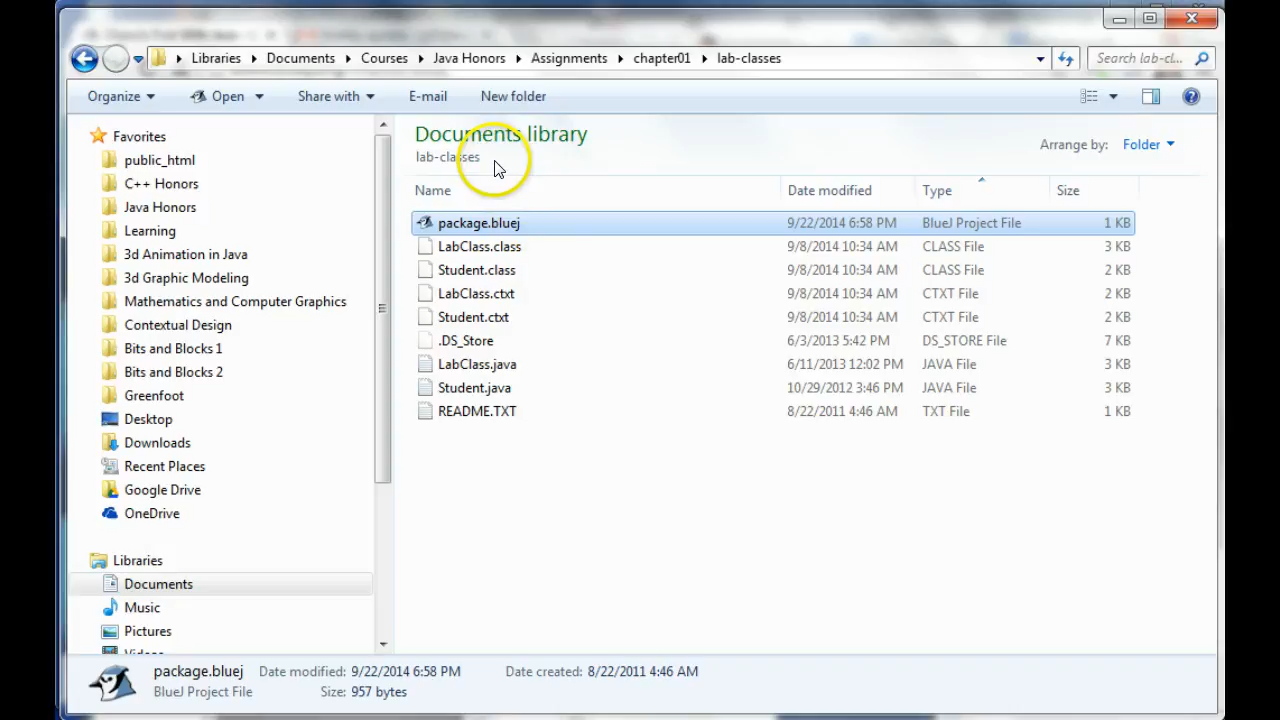 Libraries Documents Courses Java Honors Assignments chapter01 lab-classes Search lab-cl...
Organize Open Share with E-mail New folder
Favorites
public_html
C++ Honors
Java Honors
Learning
3d Animation in Java
3d Graphic Modeling
Mathematics and Computer Graphics
Contextual Design
Bits and Blocks 1
Bits and Blocks 2
Greenfoot
Desktop
Downloads
Recent Places
Google Drive
OneDrive
Libraries
Documents
Music
Pictures
Documents library
lab-classes
Arrange by: Folder
Name Date modified Type Size
package.bluej 9/22/2014 6:58 PM BlueJ Project File 1 KB
LabClass.class 9/8/2014 10:34 AM CLASS File 3 KB
Student.class 9/8/2014 10:34 AM CLASS File 2 KB
LabClass.ctxt 9/8/2014 10:34 AM CTXT File 2 KB
Student.ctxt 9/8/2014 10:34 AM CTXT File 2 KB
.DS_Store 6/3/2013 5:42 PM DS_STORE File 7 KB
LabClass.java 6/11/2013 12:02 PM JAVA File 3 KB
Student.java 10/29/2012 3:46 PM JAVA File 3 KB
README.TXT 8/22/2011 4:46 AM TXT File 1 KB
package.bluej Date modified: 9/22/2014 6:58 PM Date created: 8/22/2011 4:46 AM
BlueJ Project File Size: 957 bytes